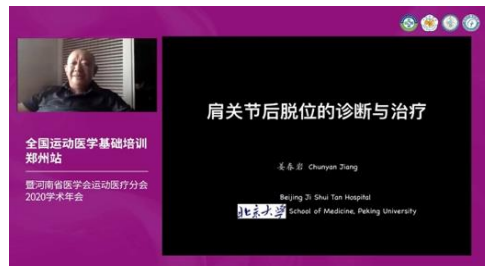 全国运动医学基础培训
郑州站
暨河南省医学会运动医疗分会
2020学术年会
肩关节后脱位的诊断与治疗
姜春岩 Chunyan Jiang
Beijing Ji Shui Tan Hospital
北京大学 School of Medicine, Peking University